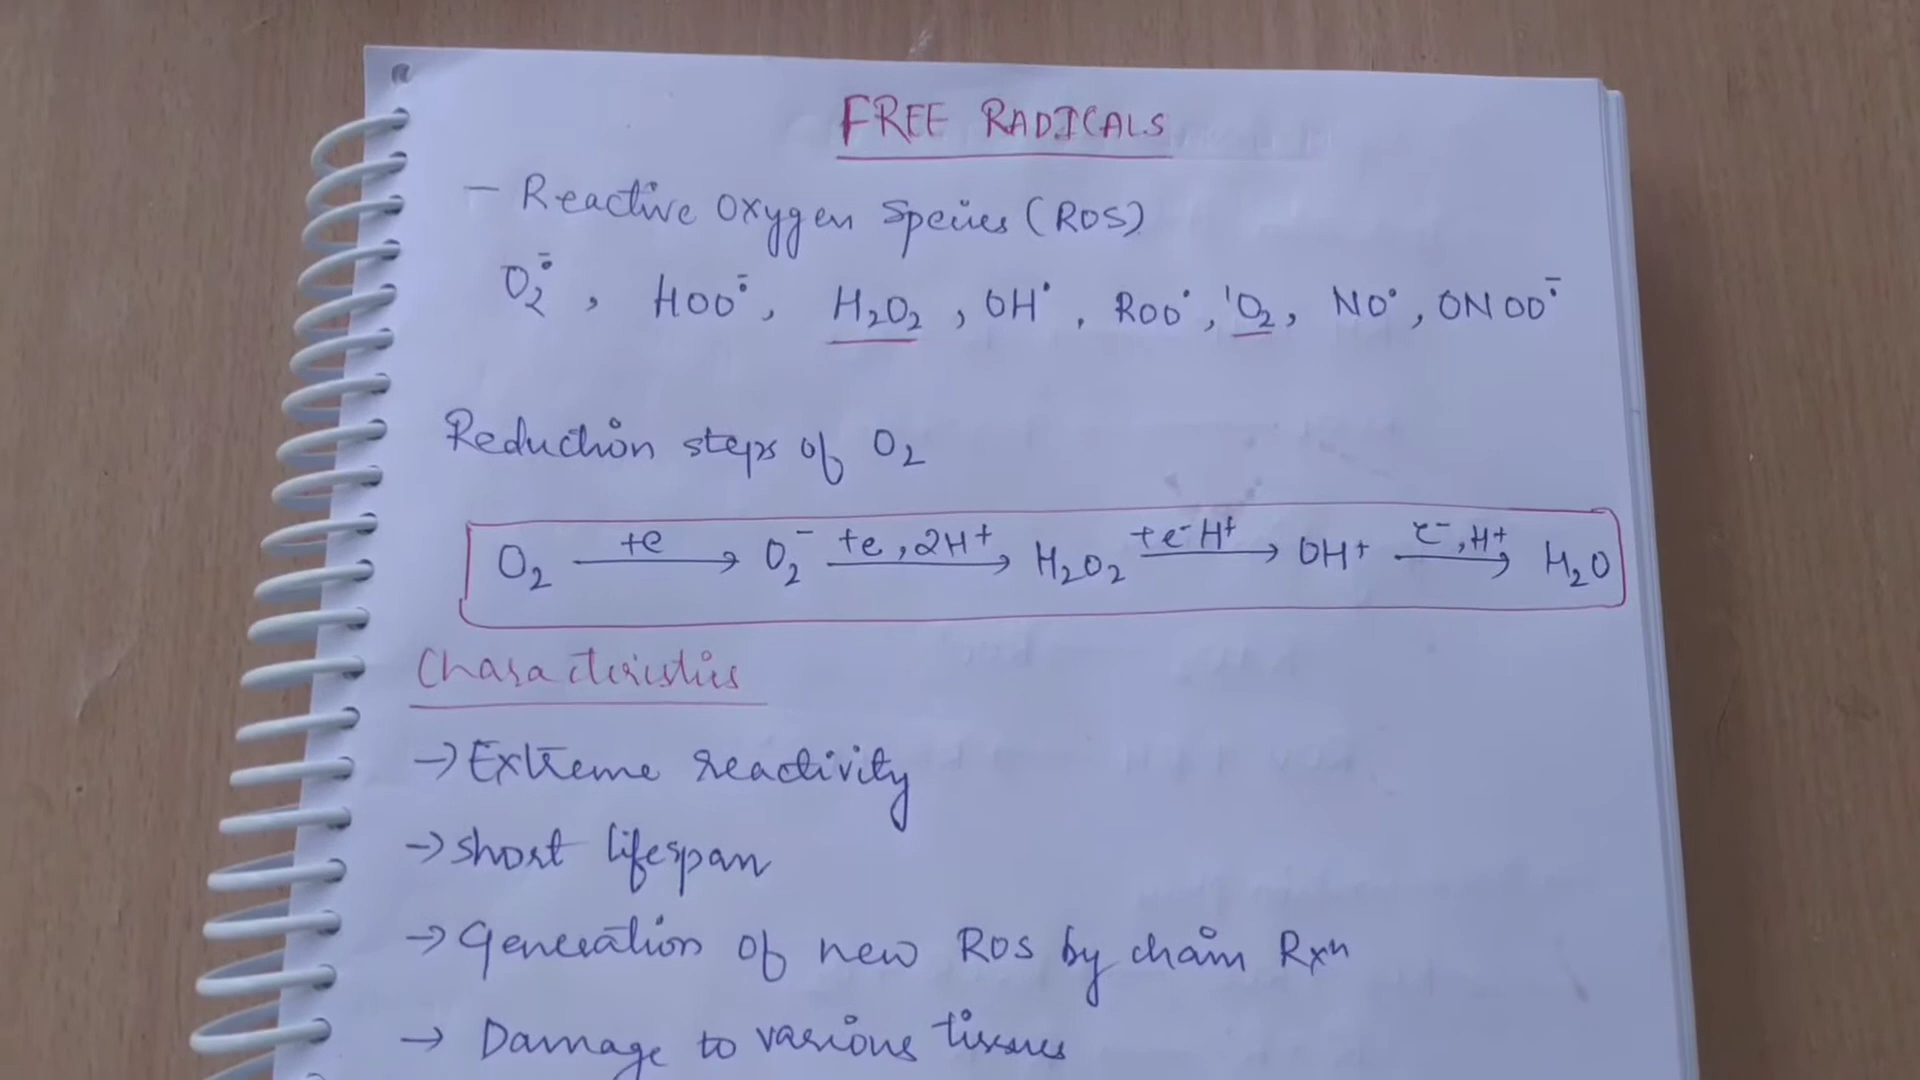 FREE RADICALS
- Reactive Oxygen Species (ROS)
O₂•⁻, HOO•⁻, H₂O₂, OH•, ROO•, ¹O₂, NO•, ONOO•⁻
Reduction steps of O₂
O₂ —+e→ O₂⁻ —+e, 2H⁺→ H₂O₂ —+e⁻ H⁺→ OH+ —e⁻, H⁺→ H₂O
Characteristics
→ Extreme reactivity
→ short lifespan
→ Generation of new ROS by chain Rxn
→ Damage to various tissues